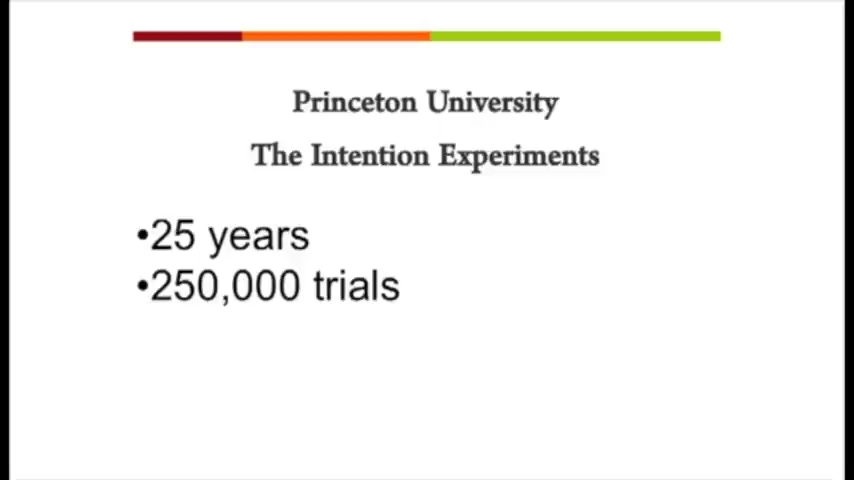 Princeton University
The Intention Experiments
•25 years
•250,000 trials